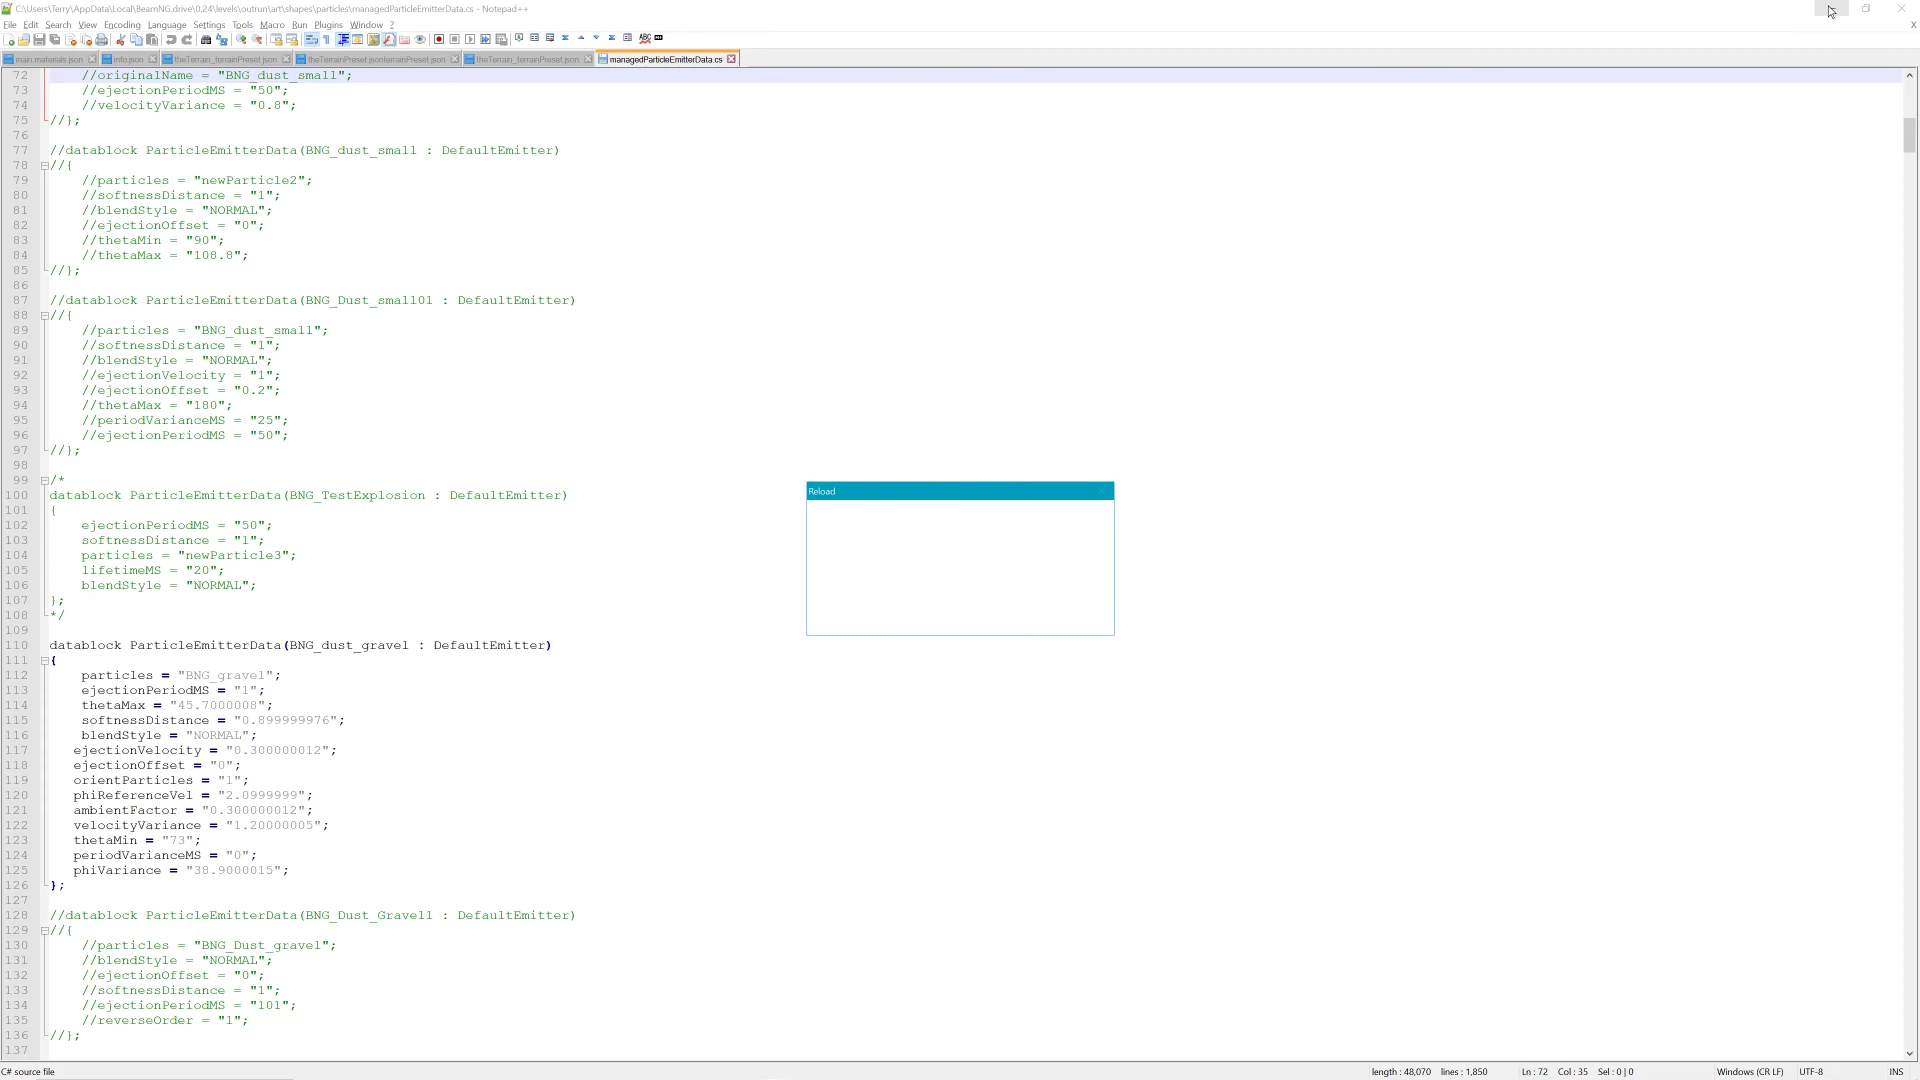 C:\Users\Terry\AppData\Local\BeamNG.drive\0.24\levels\outrun\art\shapes\particles\managedParticleEmitterData.cs - Notepad++
File Edit Search View Encoding Language Settings Tools Macro Run Plugins Window ?
main.materials.json info.json theTerrain_terrainPreset.json theTerrainPreset.jsonterrainPreset.json theTerrain_terrainPreset.json managedParticleEmitterData.cs
72 //originalName = "BNG_dust_small";
73 //ejectionPeriodMS = "50";
74 //velocityVariance = "0.8";
75 //};
76
77 //datablock ParticleEmitterData(BNG_dust_small : DefaultEmitter)
78 //{
79 //particles = "newParticle2";
80 //softnessDistance = "1";
81 //blendStyle = "NORMAL";
82 //ejectionOffset = "0";
83 //thetaMin = "90";
84 //thetaMax = "108.8";
85 //};
86
87 //datablock ParticleEmitterData(BNG_Dust_small01 : DefaultEmitter)
88 //{
89 //particles = "BNG_dust_small";
90 //softnessDistance = "1";
91 //blendStyle = "NORMAL";
92 //ejectionVelocity = "1";
93 //ejectionOffset = "0.2";
94 //thetaMax = "180";
95 //periodVarianceMS = "25";
96 //ejectionPeriodMS = "50";
97 //};
98
99 /*
100 datablock ParticleEmitterData(BNG_TestExplosion : DefaultEmitter)
101 {
102 ejectionPeriodMS = "50";
103 softnessDistance = "1";
104 particles = "newParticle3";
105 lifetimeMS = "20";
106 blendStyle = "NORMAL";
107 };
108 */
109
110 datablock ParticleEmitterData(BNG_dust_gravel : DefaultEmitter)
111 {
112 particles = "BNG_gravel";
113 ejectionPeriodMS = "1";
114 thetaMax = "45.7000008";
115 softnessDistance = "0.899999976";
116 blendStyle = "NORMAL";
117 ejectionVelocity = "0.300000012";
118 ejectionOffset = "0";
119 orientParticles = "1";
120 phiReferenceVel = "2.0999999";
121 ambientFactor = "0.300000012";
122 velocityVariance = "1.20000005";
123 thetaMin = "73";
124 periodVarianceMS = "0";
125 phiVariance = "38.9000015";
126 };
127
128 //datablock ParticleEmitterData(BNG_Dust_Gravel1 : DefaultEmitter)
129 //{
130 //particles = "BNG_Dust_gravel";
131 //blendStyle = "NORMAL";
132 //ejectionOffset = "0";
133 //softnessDistance = "1";
134 //ejectionPeriodMS = "101";
135 //reverseOrder = "1";
136 //};
137
Reload
C# source file length : 48,070 lines : 1,850 Ln : 72 Col : 35 Sel : 0 | 0 Windows (CR LF) UTF-8 INS